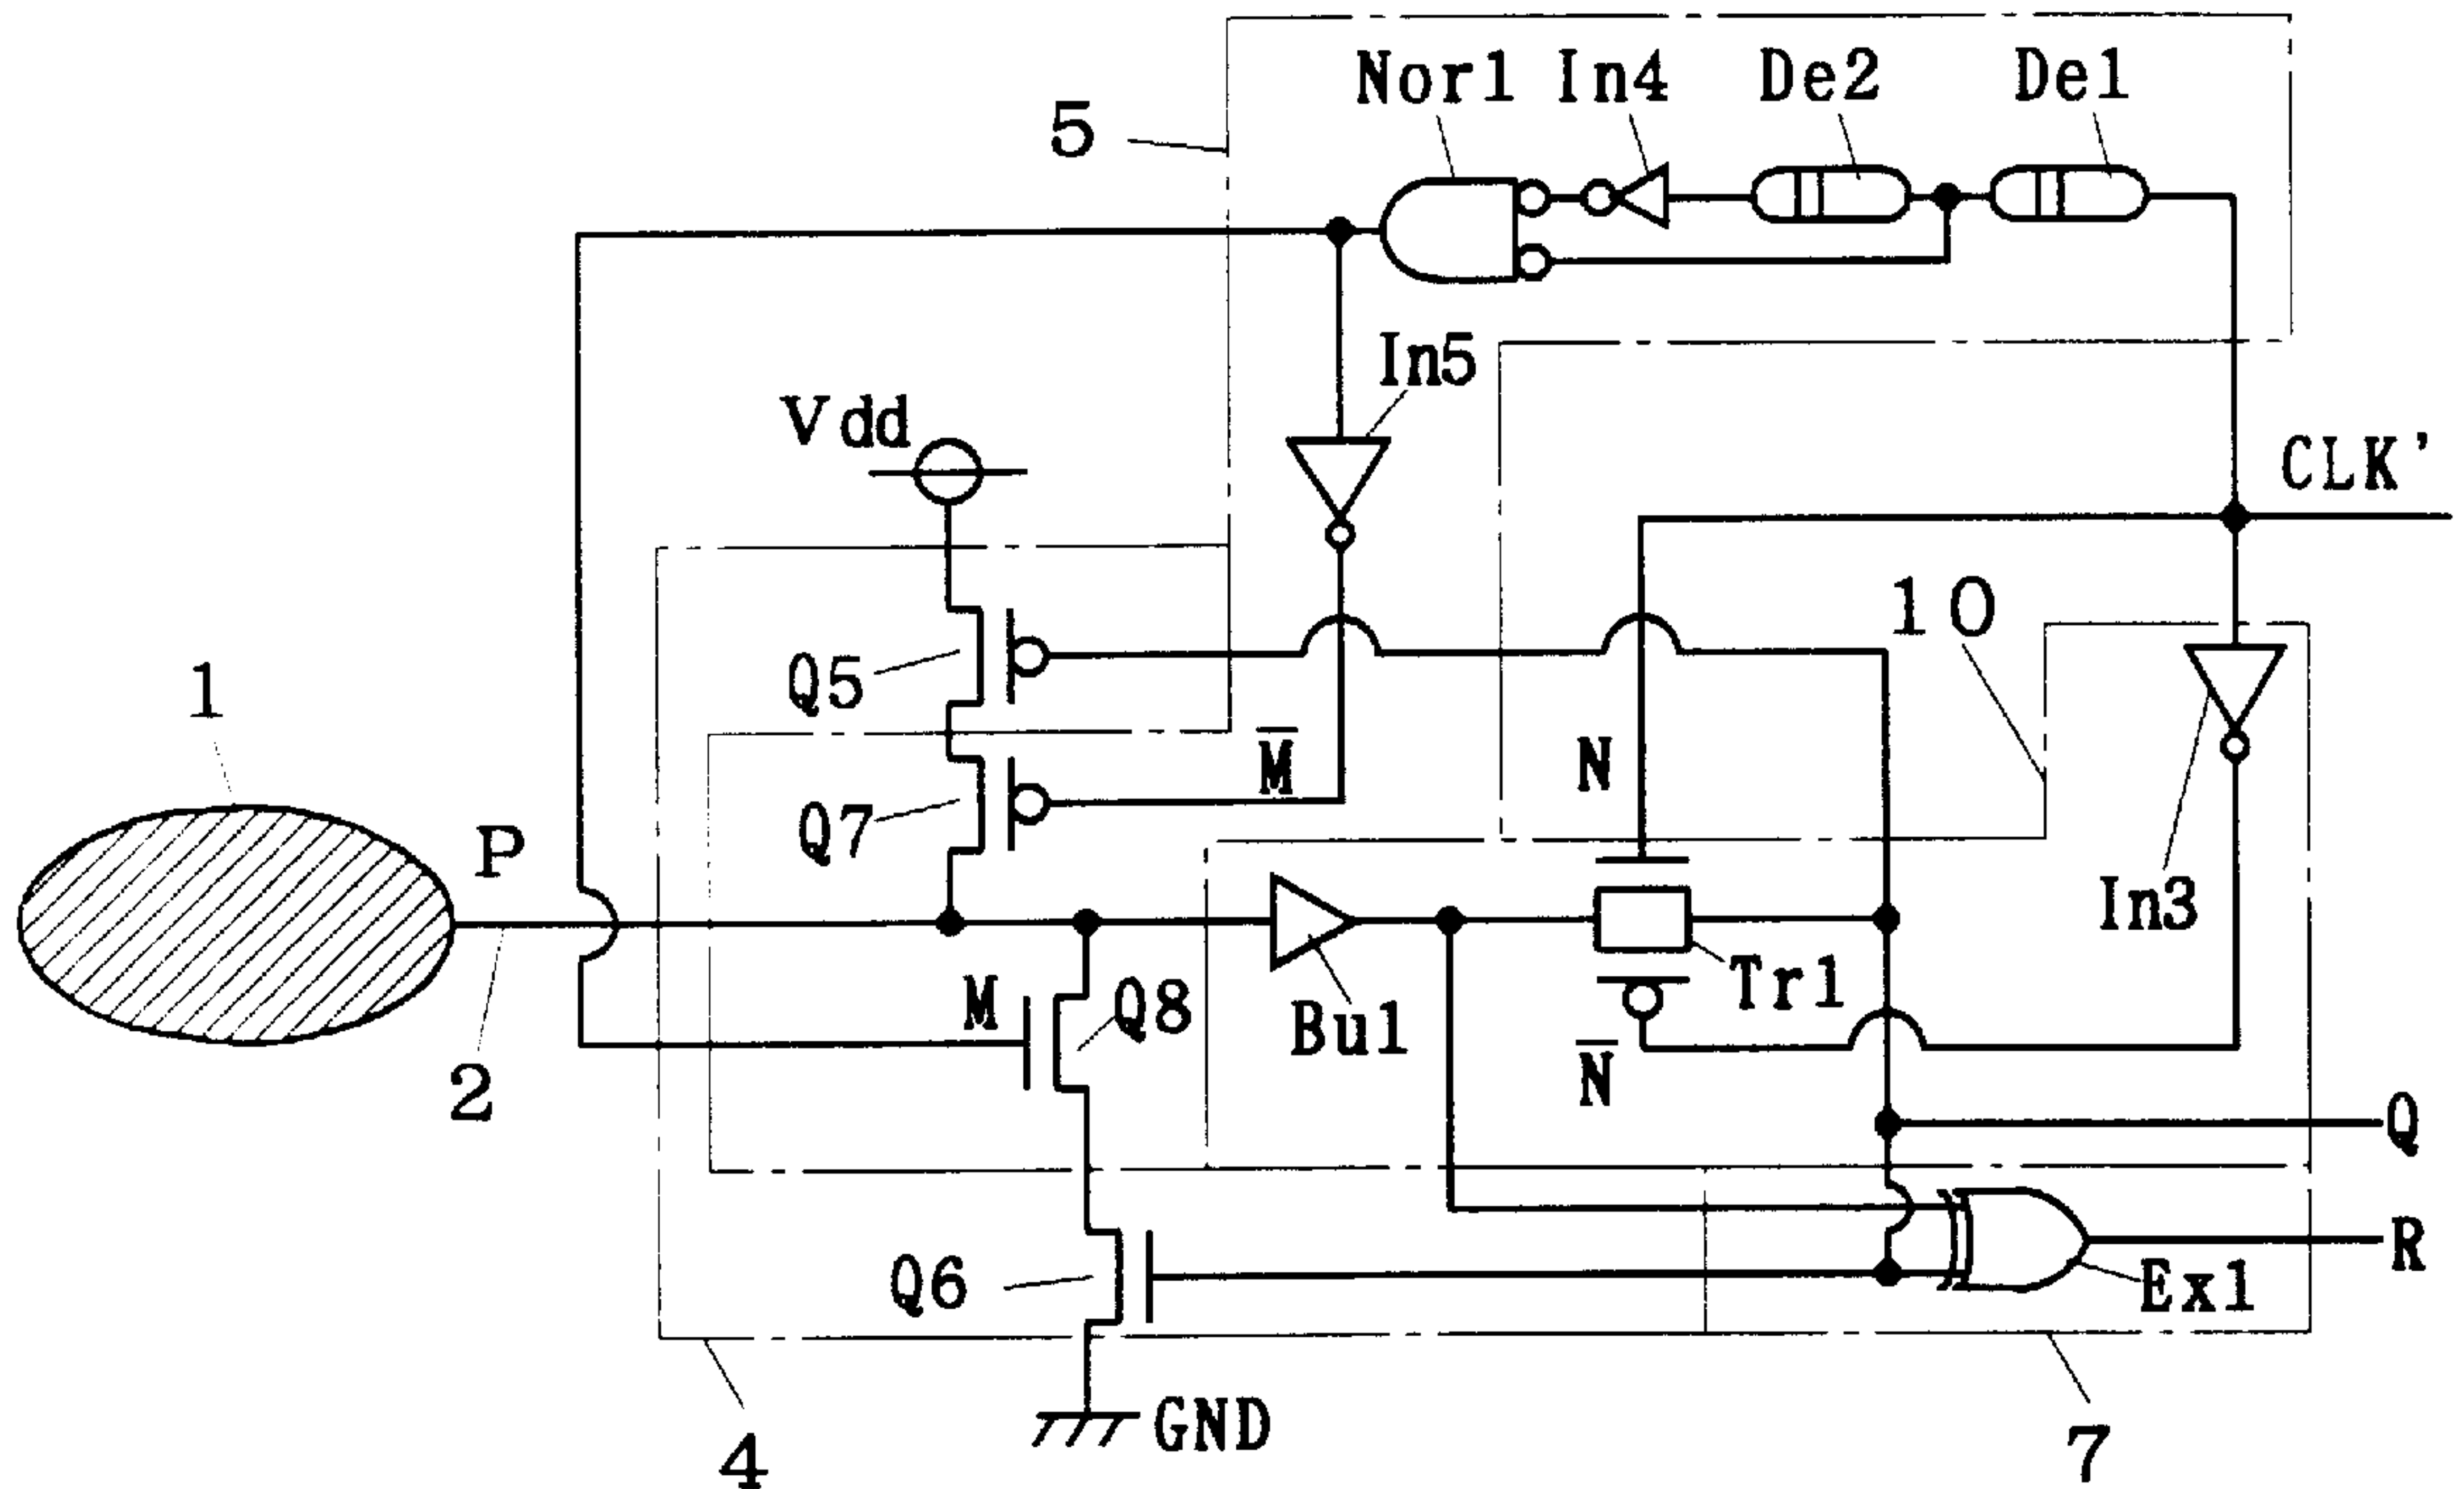 Nor1 In4 De2 De1
5
In5
Vdd
CLK'
10
Q5
1
M̅
N
Q7
P
In3
M
Q8
Tr1
Bu1
2
N̅
Q
R
Q6
Ex1
GND
4
7